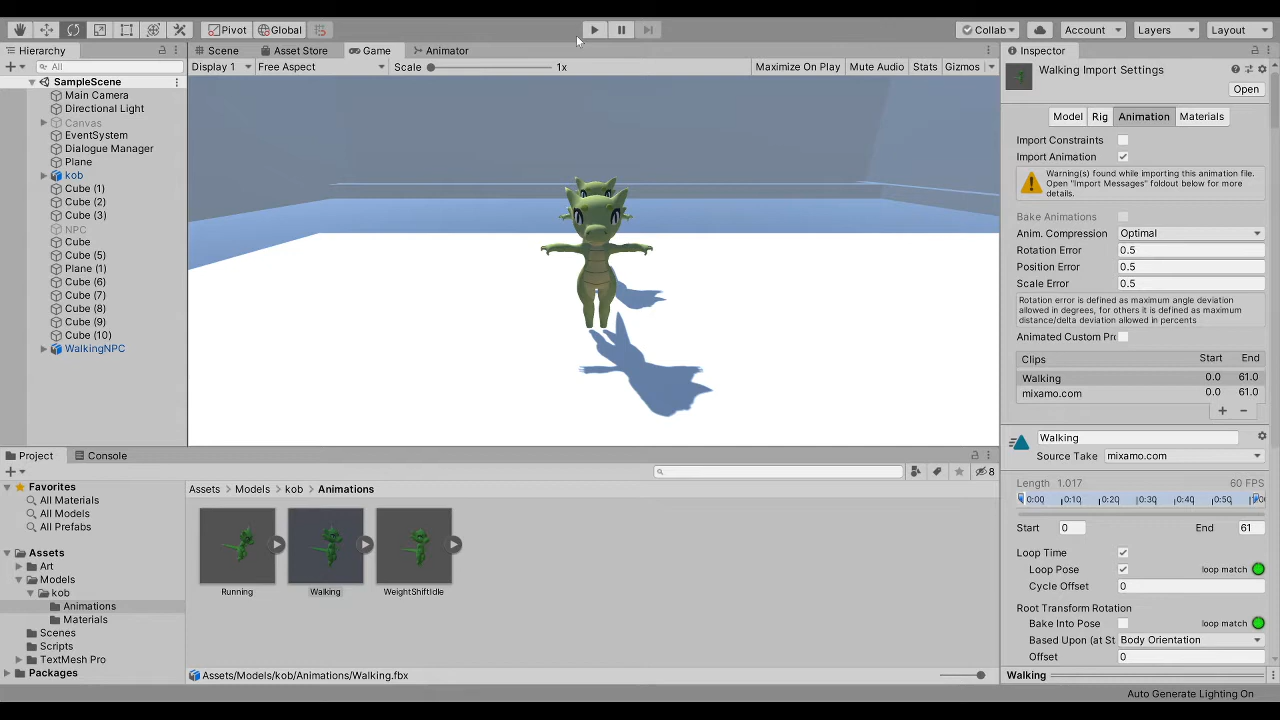 Pivot Global Collab Account Layers Layout
Hierarchy Scene Asset Store Game Animator Inspector
All Display 1 Free Aspect Scale 1x Maximize On Play Mute Audio Stats Gizmos
SampleScene
Main Camera
Directional Light
Canvas
EventSystem
Dialogue Manager
Plane
kob
Cube (1)
Cube (2)
Cube (3)
NPC
Cube
Cube (5)
Plane (1)
Cube (6)
Cube (7)
Cube (8)
Cube (9)
Cube (10)
WalkingNPC
Walking Import Settings
Open
Model Rig Animation Materials
Import Constraints
Import Animation
Warning(s) found while importing this animation file.
Open "Import Messages" foldout below for more
details.
Bake Animations
Anim. Compression Optimal
Rotation Error 0.5
Position Error 0.5
Scale Error 0.5
Rotation error is defined as maximum angle deviation
allowed in degrees, for others it is defined as maximum
distance/delta deviation allowed in percents
Animated Custom Pr
Clips Start End
Walking 0.0 61.0
mixamo.com 0.0 61.0
Walking
Source Take mixamo.com
Length 1.017 60 FPS
0:00 0:10 0:20 0:30 0:40 0:50
Start 0 End 61
Loop Time
Loop Pose loop match
Cycle Offset 0
Root Transform Rotation
Bake Into Pose loop match
Based Upon (at St Body Orientation
Offset 0
Walking
Project Console
8
Favorites
All Materials
All Models
All Prefabs
Assets
Art
Models
kob
Animations
Materials
Scenes
Scripts
TextMesh Pro
Packages
Assets Models kob Animations
Running Walking WeightShiftIdle
Assets/Models/kob/Animations/Walking.fbx
Auto Generate Lighting On